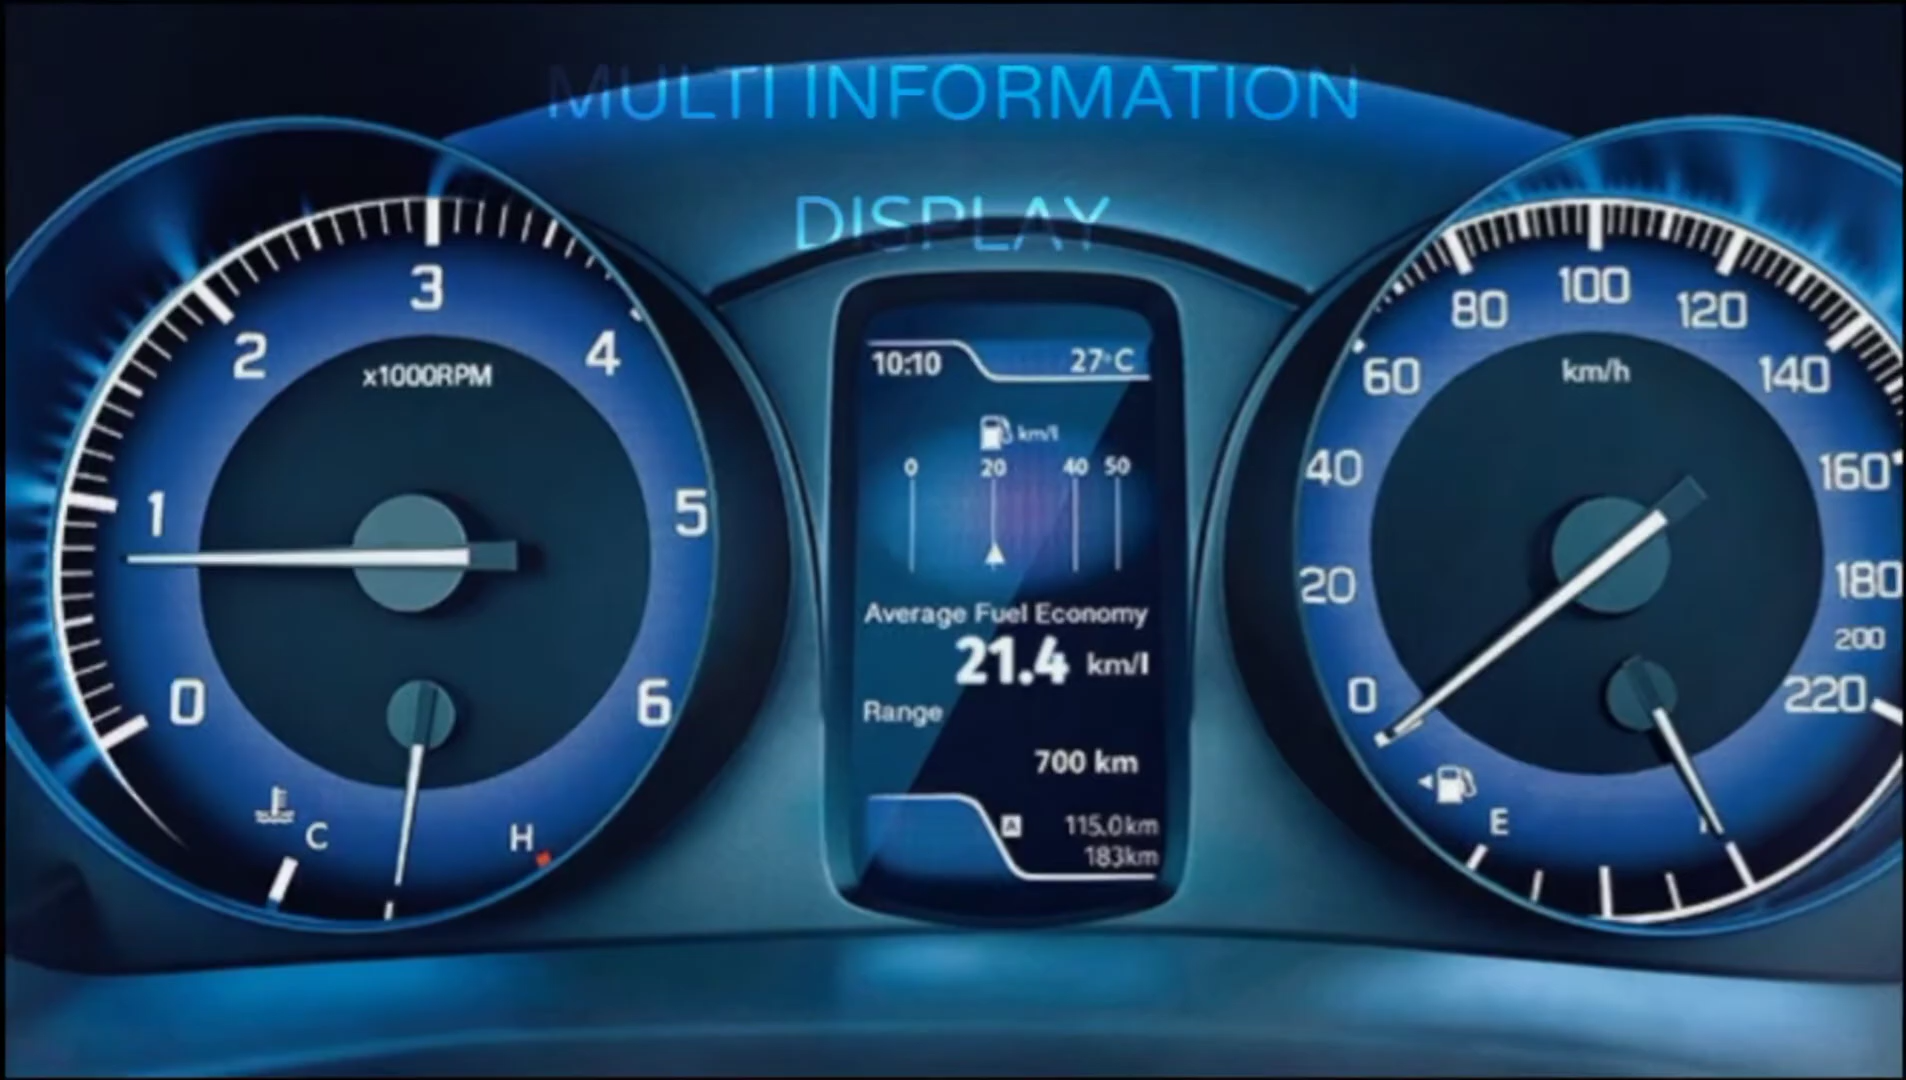 MULTI INFORMATION
DISPLAY
x1000RPM
0
1
2
3
4
5
6
C
H
10:10
27°C
km/l
0 20 40 50
Average Fuel Economy
21.4 km/l
Range
700 km
A 115.0km
183km
km/h
0
20
40
60
80
100
120
140
160
180
200
220
E